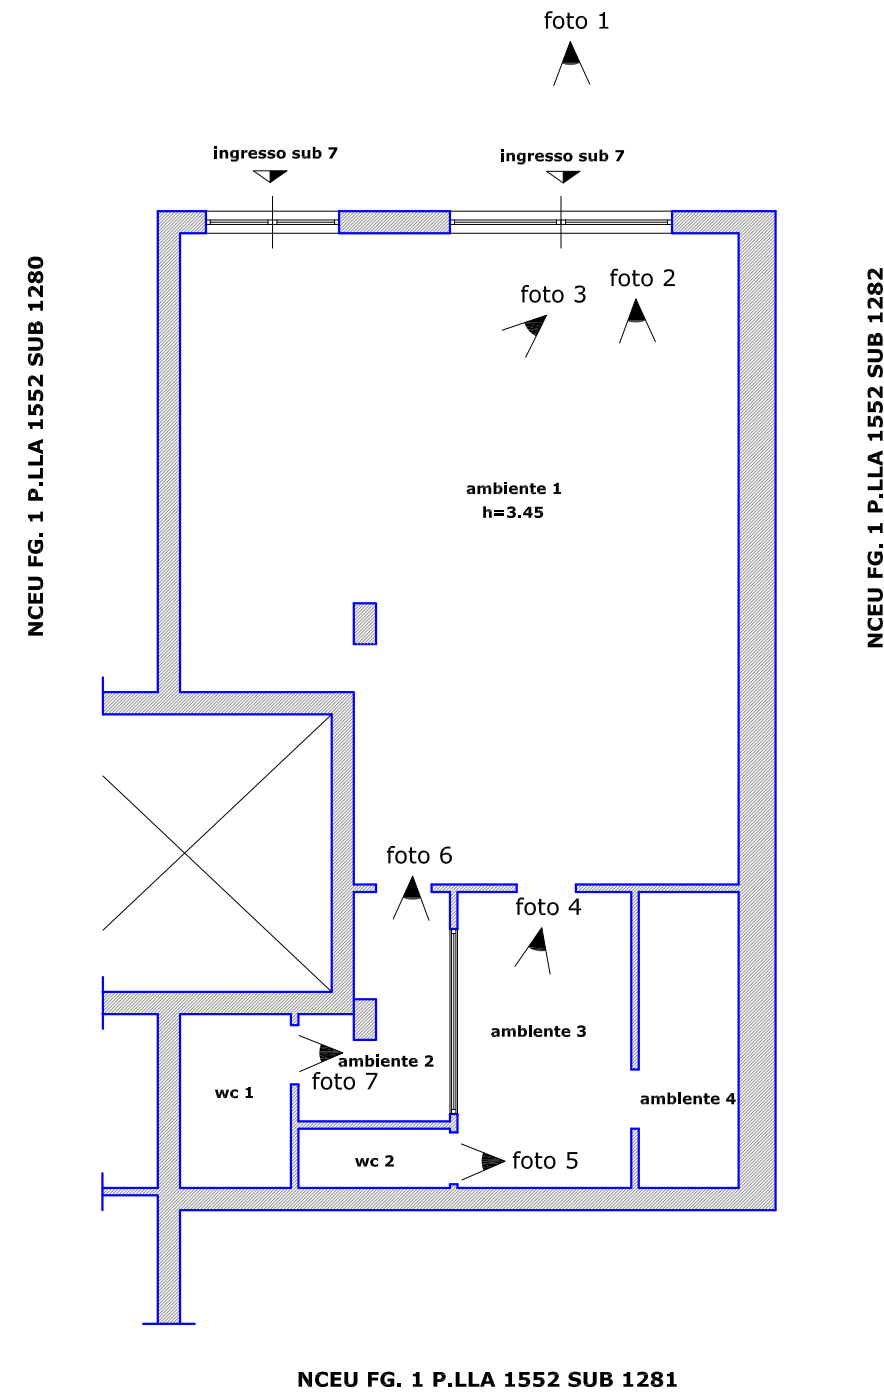 foto 1
ingresso sub 7
ingresso sub 7
NCEU FG. 1 P.LLA 1552 SUB 1280
NCEU FG. 1 P.LLA 1552 SUB 1282
foto 2
foto 3
ambiente 1
h=3.45
foto 6
foto 4
ambiente 3
ambiente 2
foto 7
wc 1
ambiente 4
wc 2
foto 5
NCEU FG. 1 P.LLA 1552 SUB 1281